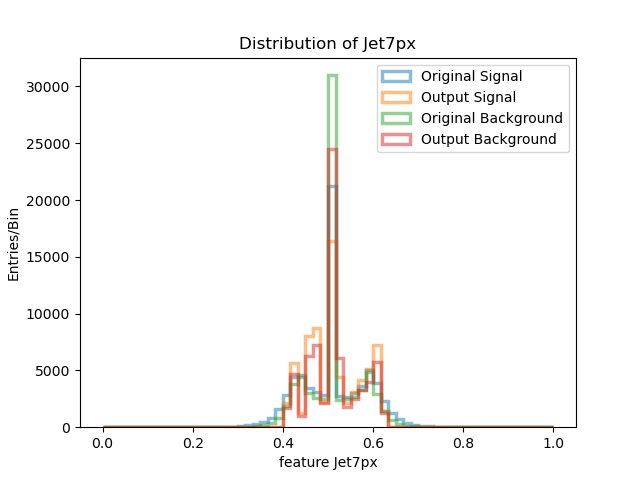 Distribution of Jet7px
Original Signal
Output Signal
Original Background
Output Background
Entries/Bin
30000
25000
20000
15000
10000
5000
0
0.0 0.2 0.4 0.6 0.8 1.0
feature Jet7px